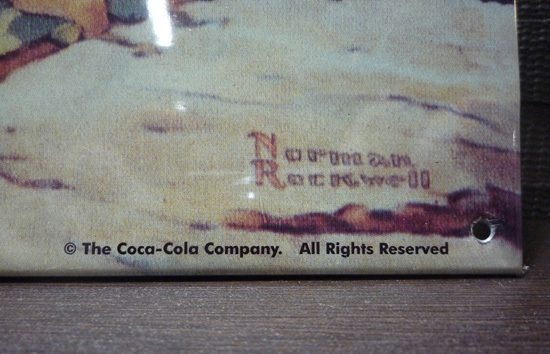 Norman
Rockwell
© The Coca-Cola Company. All Rights Reserved